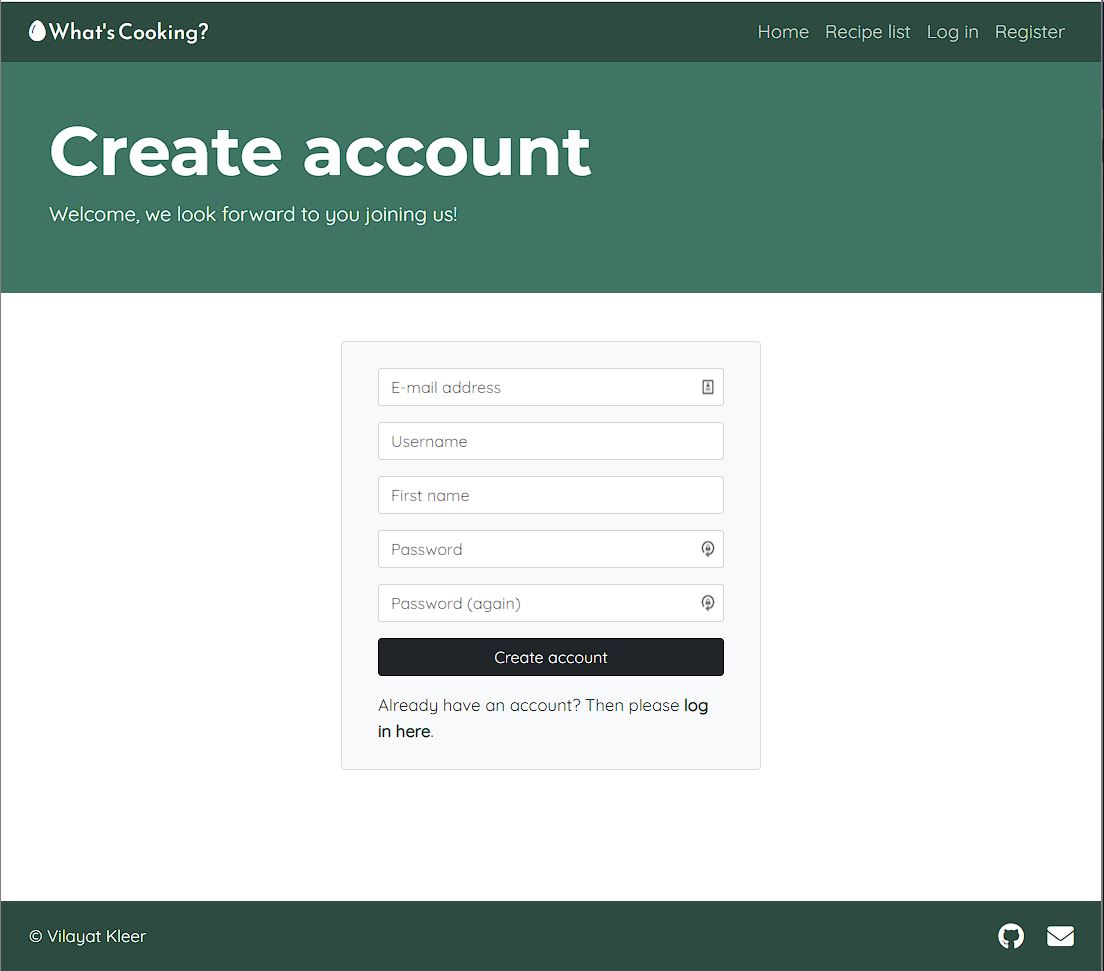 What's Cooking?
Home Recipe list Log in Register
Create account
Welcome, we look forward to you joining us!
E-mail address
Username
First name
Password
Password (again)
Create account
Already have an account? Then please log
in here.
© Vilayat Kleer